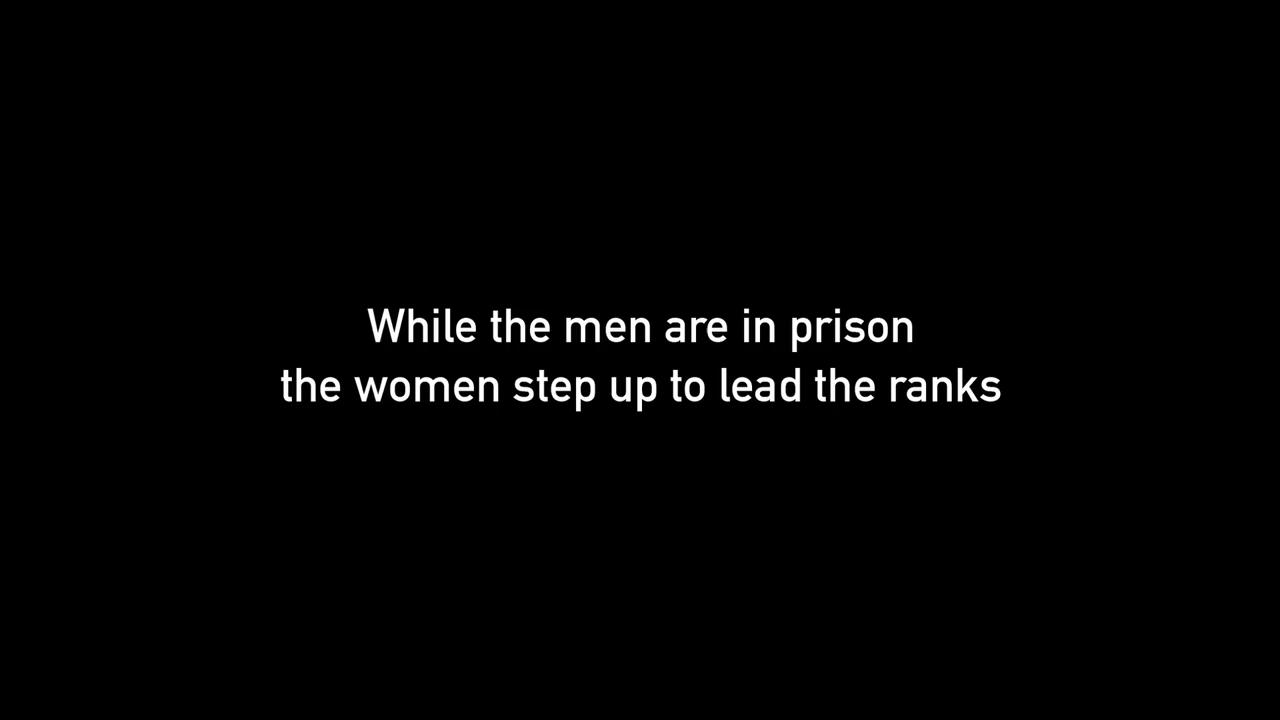 While the men are in prison
the women step up to lead the ranks